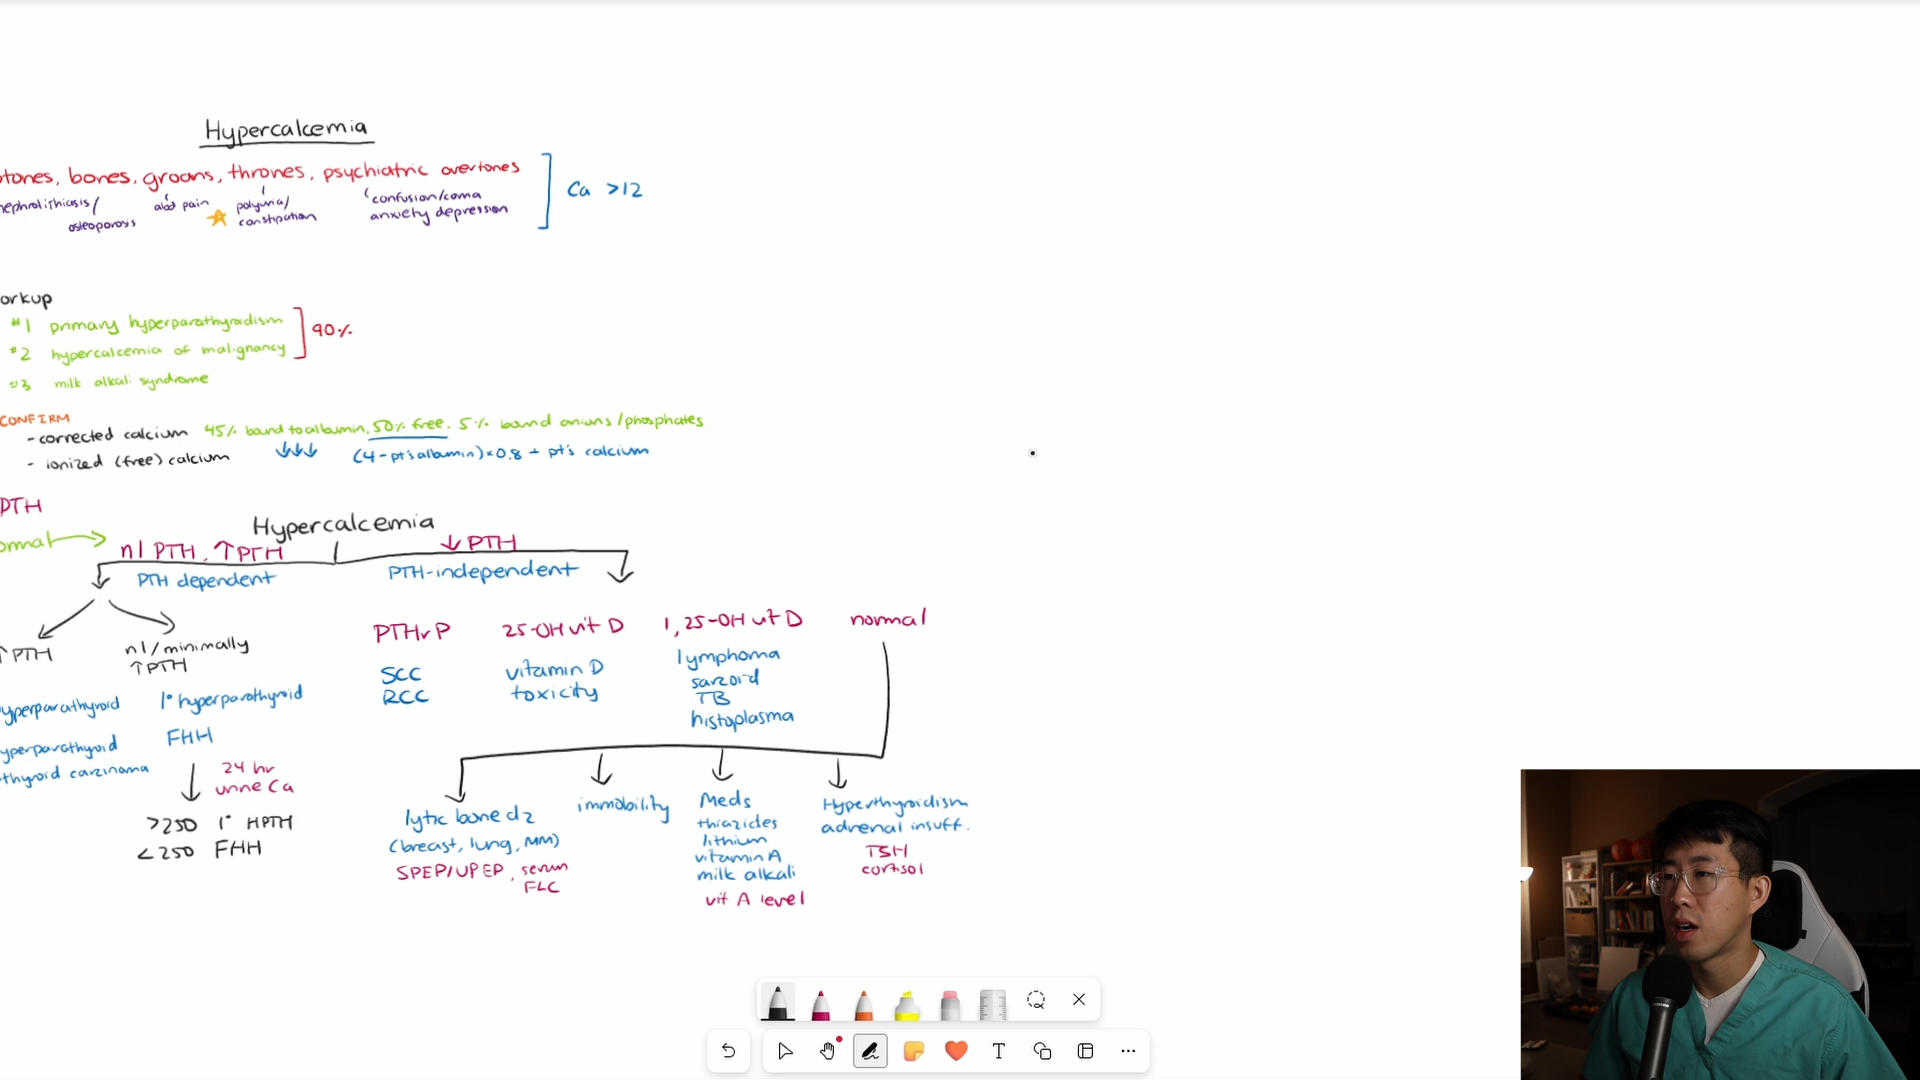 Hypercalcemia
tones, bones, groans, thrones, psychiatric overtones
nephrolithiasis/
osteoporosis
abd pain
polyuria/
constipation
confusion/coma
anxiety depression
Ca >12
orkup
#1 primary hyperparathyroidism
#2 hypercalcemia of malignancy
#3 milk alkali syndrome
90%
CONFIRM
- corrected calcium 45% bound to albumin, 50% free. 5% bound anions/phosphates
- ionized (free) calcium ↓↓↓ (4-pt's albumin)×0.8 + pt's calcium
PTH
ormal
Hypercalcemia
nl PTH, ↑PTH
↓ PTH
PTH dependent
PTH-independent
↑PTH
nl/minimally
↑PTH
yperparathyroid
yperparathyroid
thyroid carcinoma
1° hyperparathyroid
FHH
24 hr
urine Ca
>250 1° HPTH
<250 FHH
PTHrP
SCC
RCC
25-OH vit D
vitamin D
toxicity
1,25-OH vit D
lymphoma
sarcoid
TB
histoplasma
normal
lytic bone dz
(breast, lung, MM)
SPEP/UPEP, serum
FLC
immobility
Meds
thiazides
lithium
vitamin A
milk alkali
vit A level
Hyperthyroidism
adrenal insuff.
TSH
cortisol
T